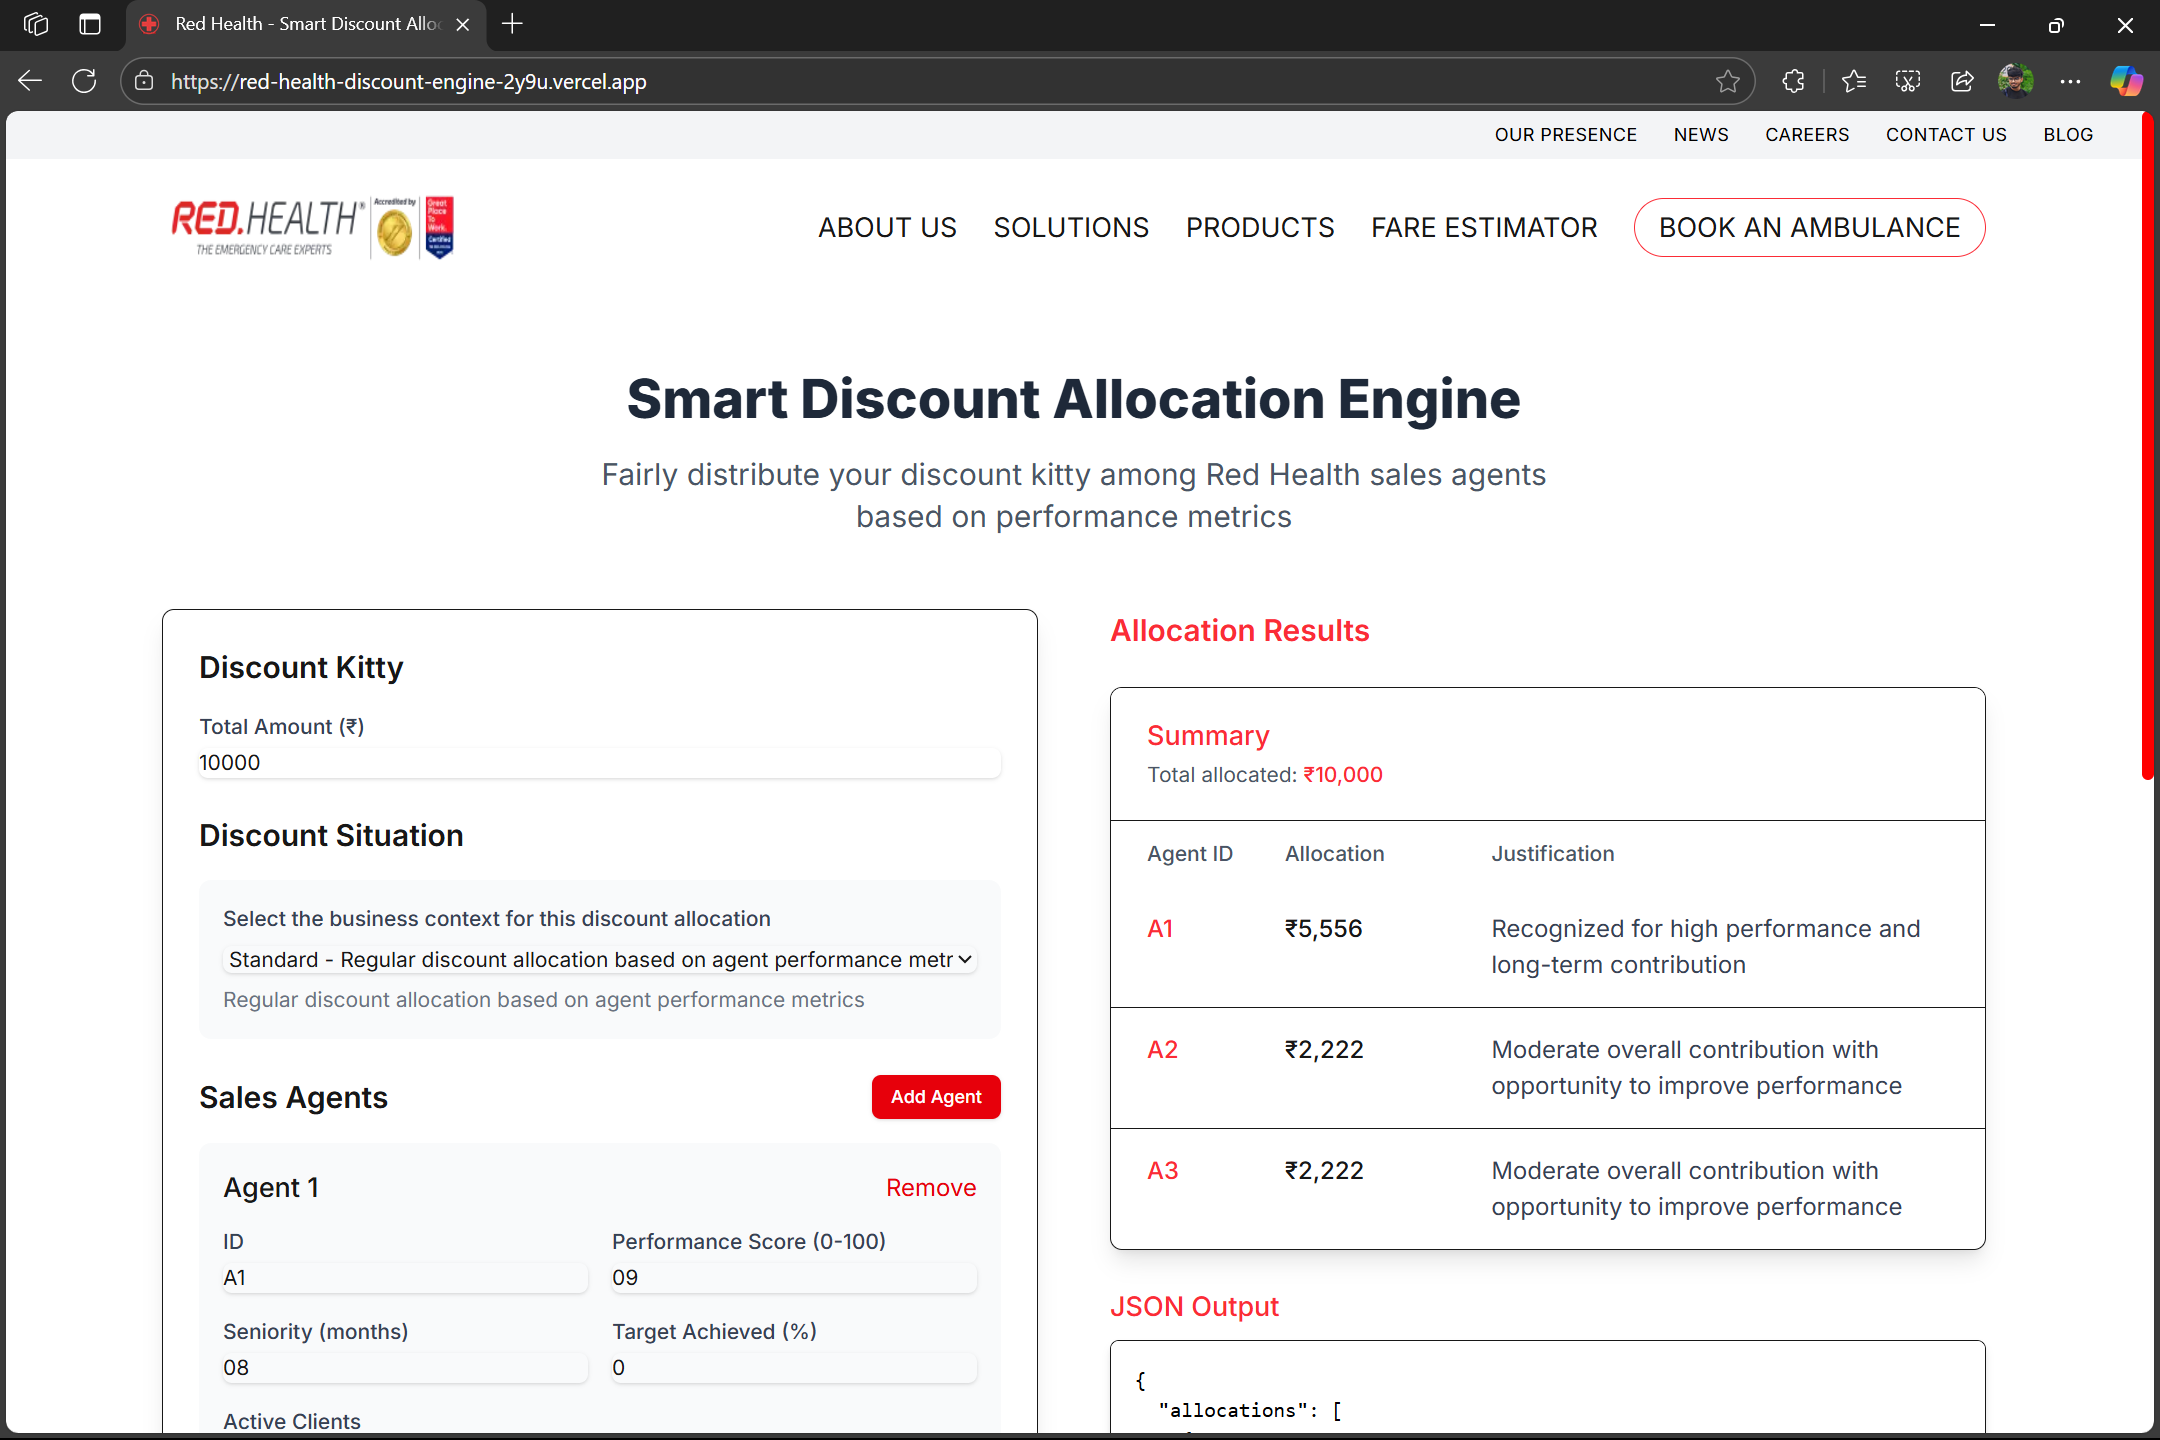 Red Health - Smart Discount Allo
https://red-health-discount-engine-2y9u.vercel.app
OUR PRESENCE NEWS CAREERS CONTACT US BLOG
RED.HEALTH®
THE EMERGENCY CARE EXPERTS
Accredited by
Great
Place
To
Work.
Certified
ABOUT US SOLUTIONS PRODUCTS FARE ESTIMATOR BOOK AN AMBULANCE
Smart Discount Allocation Engine
Fairly distribute your discount kitty among Red Health sales agents
based on performance metrics
Discount Kitty
Total Amount (₹)
10000
Discount Situation
Select the business context for this discount allocation
Standard - Regular discount allocation based on agent performance metr
Regular discount allocation based on agent performance metrics
Sales Agents
Add Agent
Agent 1
Remove
ID
Performance Score (0-100)
A1
09
Seniority (months)
Target Achieved (%)
08
0
Active Clients
Allocation Results
Summary
Total allocated: ₹10,000
Agent ID Allocation Justification
A1 ₹5,556 Recognized for high performance and
long-term contribution
A2 ₹2,222 Moderate overall contribution with
opportunity to improve performance
A3 ₹2,222 Moderate overall contribution with
opportunity to improve performance
JSON Output
{
"allocations": [